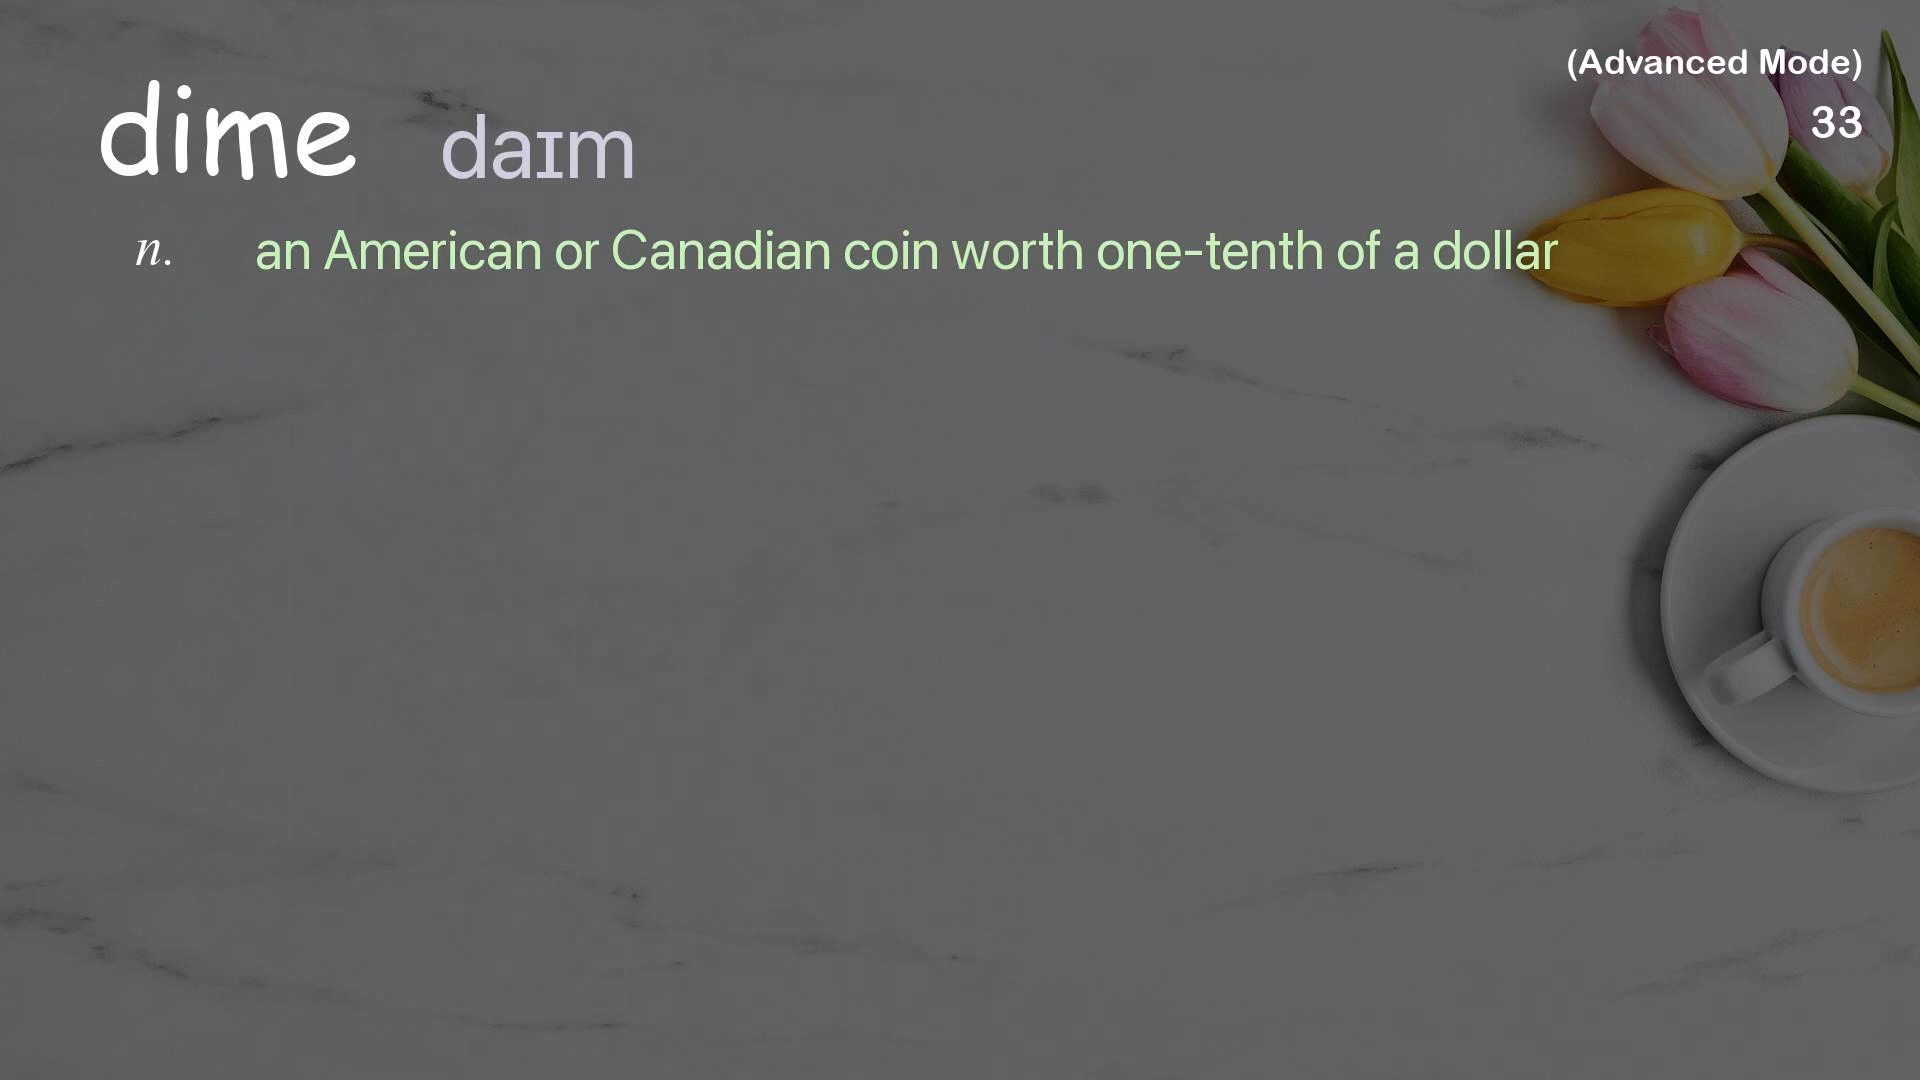 (Advanced Mode)
33
dime daɪm
n. an American or Canadian coin worth one-tenth of a dollar